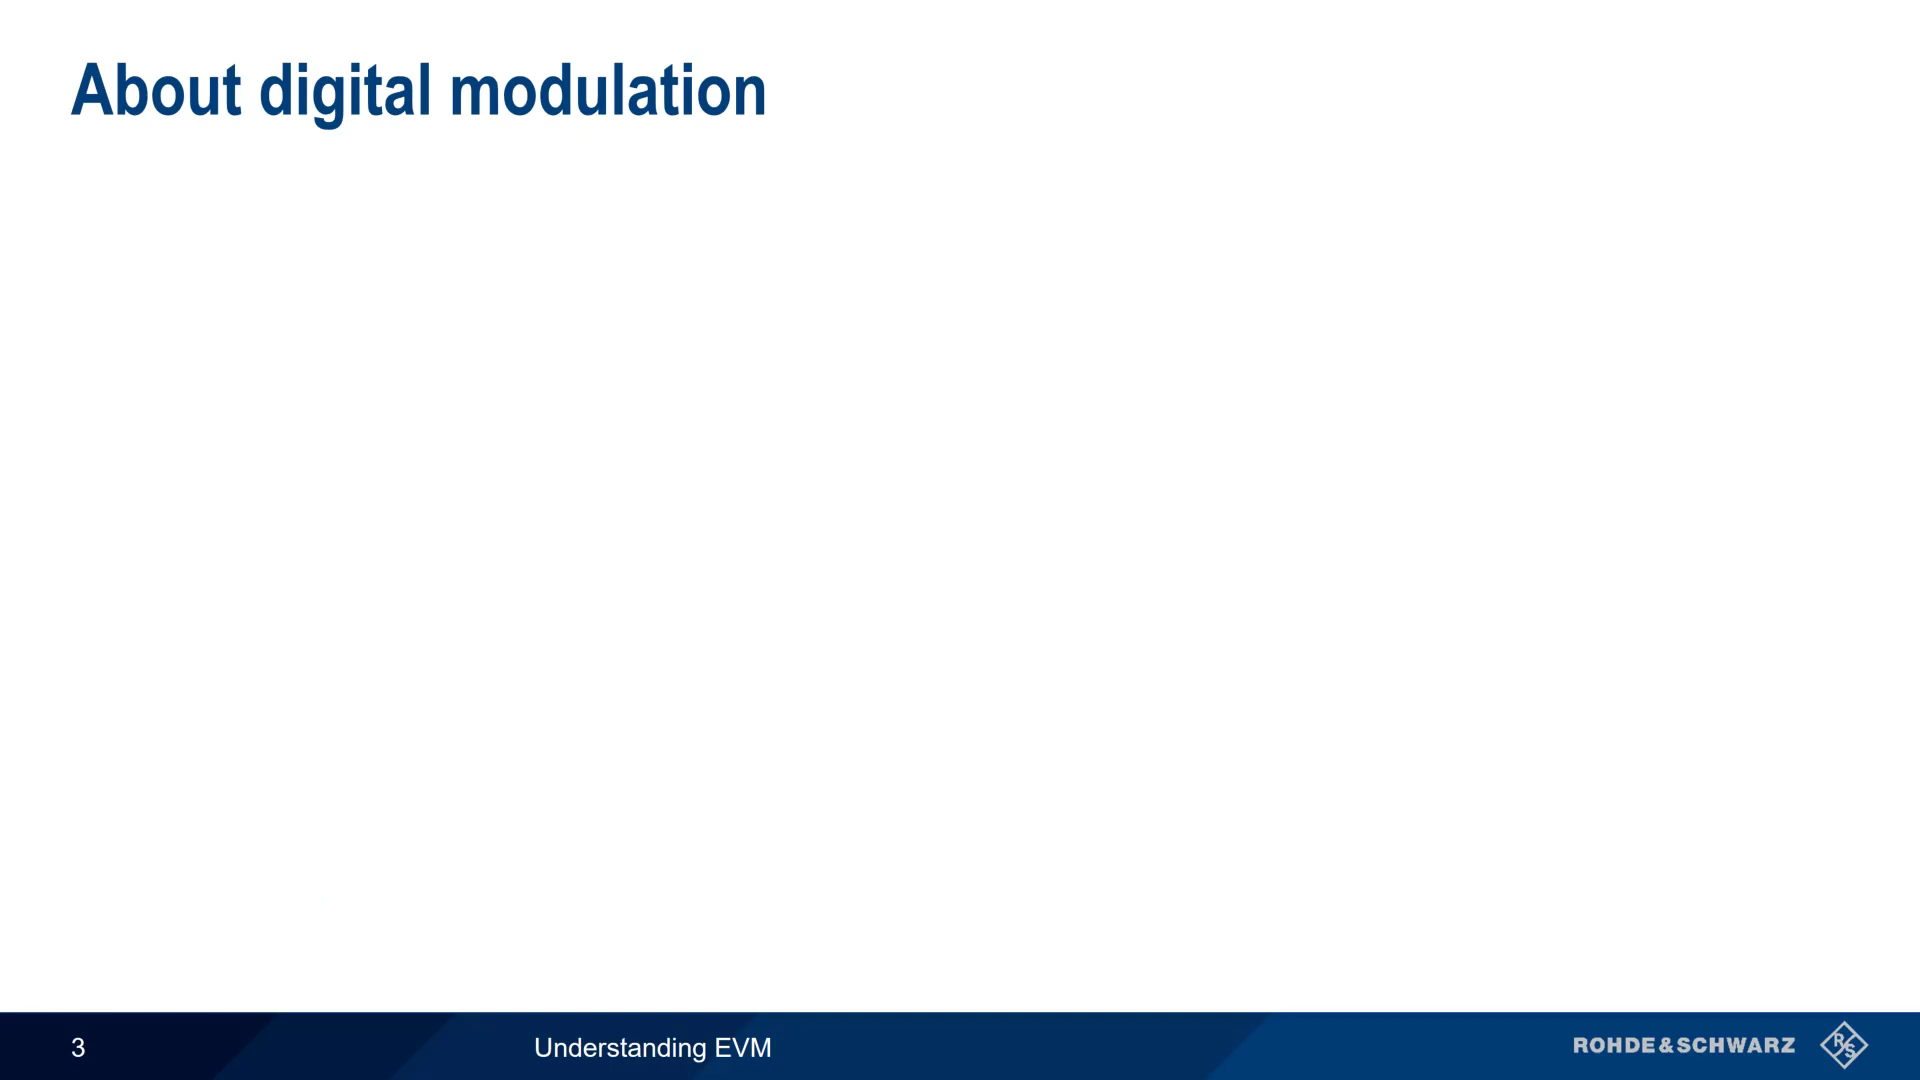 About digital modulation
3
Understanding EVM
ROHDE&SCHWARZ
R
S